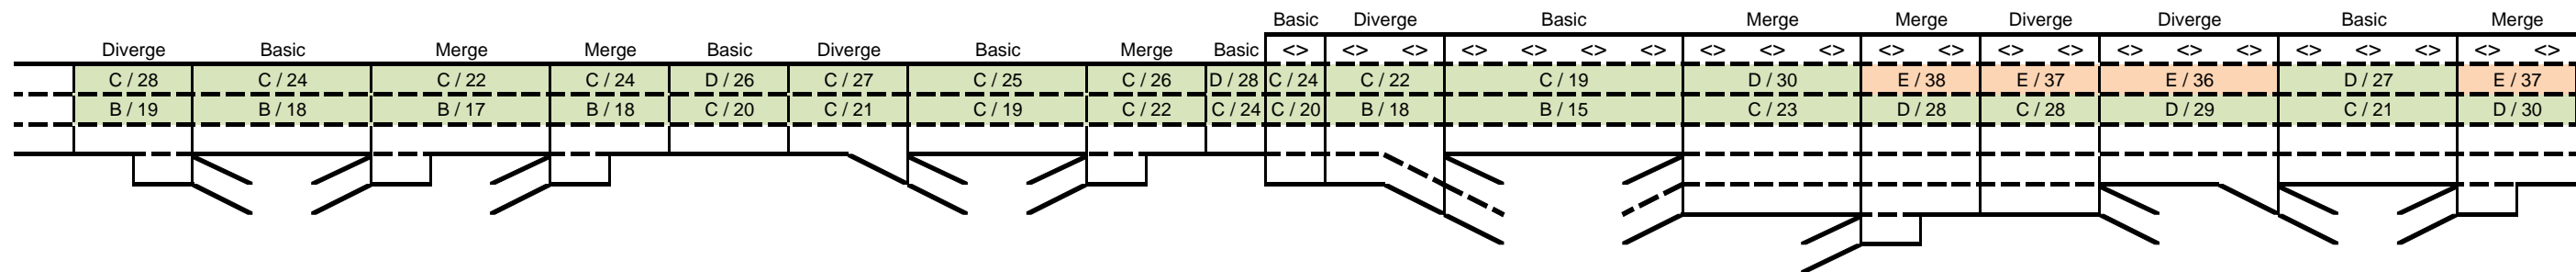 Basic Diverge Basic Merge Merge Diverge Diverge Basic Merge
Diverge Basic Merge Merge Basic Diverge Basic Merge Basic <> <> <> <> <> <> <> <> <> <> <> <> <> <> <> <> <> <> <> <> <> <>
C / 28 C / 24 C / 22 C / 24 D / 26 C / 27 C / 25 C / 26 D / 28 C / 24 C / 22 C / 19 D / 30 E / 38 E / 37 E / 36 D / 27 E / 37
B / 19 B / 18 B / 17 B / 18 C / 20 C / 21 C / 19 C / 22 C / 24 C / 20 B / 18 B / 15 C / 23 D / 28 C / 28 D / 29 C / 21 D / 30